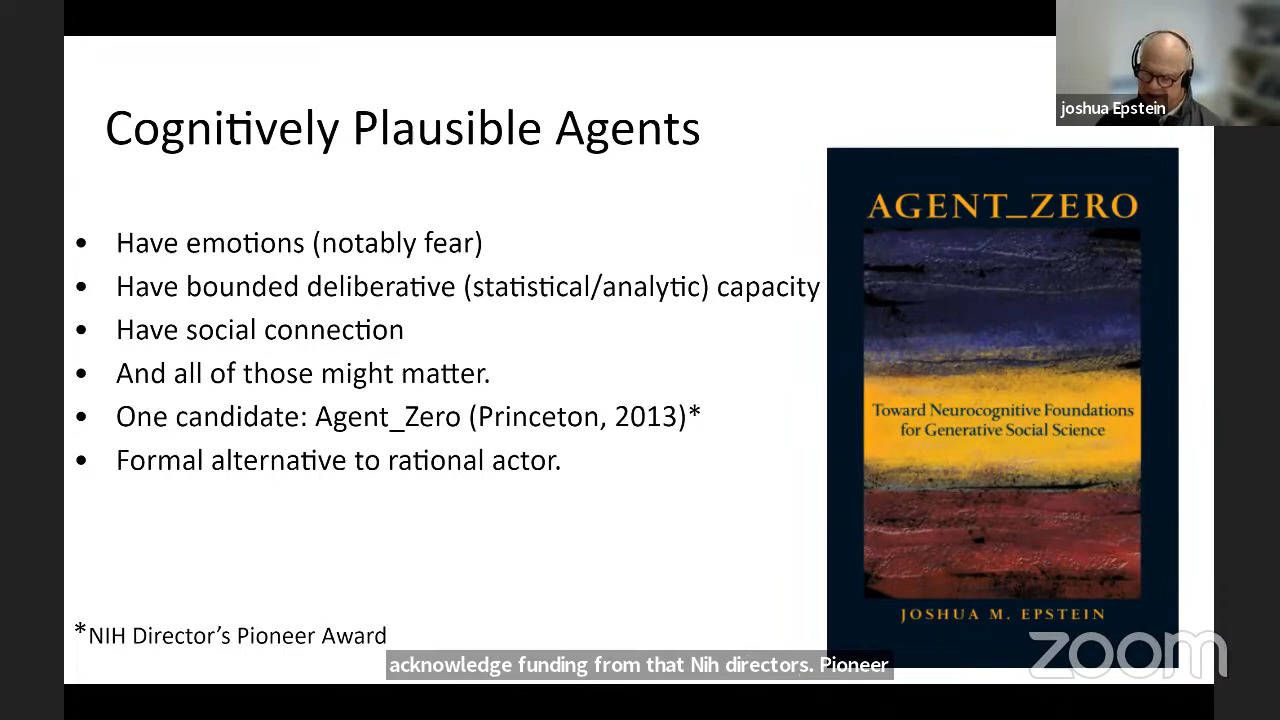 joshua Epstein
Cognitively Plausible Agents
• Have emotions (notably fear)
• Have bounded deliberative (statistical/analytic) capacity
• Have social connection
• And all of those might matter.
• One candidate: Agent_Zero (Princeton, 2013)*
• Formal alternative to rational actor.
AGENT_ZERO
Toward Neurocognitive Foundations
for Generative Social Science
JOSHUA M. EPSTEIN
*NIH Director’s Pioneer Award
zoom
acknowledge funding from that Nih directors. Pioneer